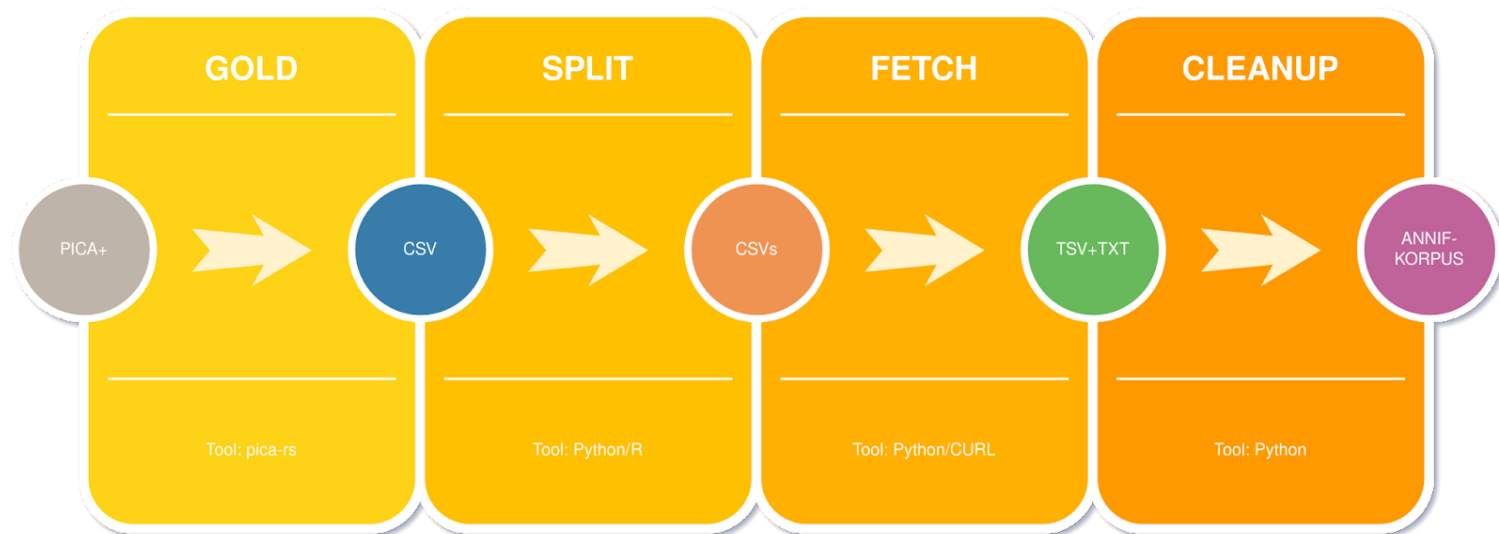 GOLD
SPLIT
FETCH
CLEANUP
PICA+
CSV
CSVs
TSV+TXT
ANNIF-
KORPUS
Tool: pica-rs
Tool: Python/R
Tool: Python/CURL
Tool: Python